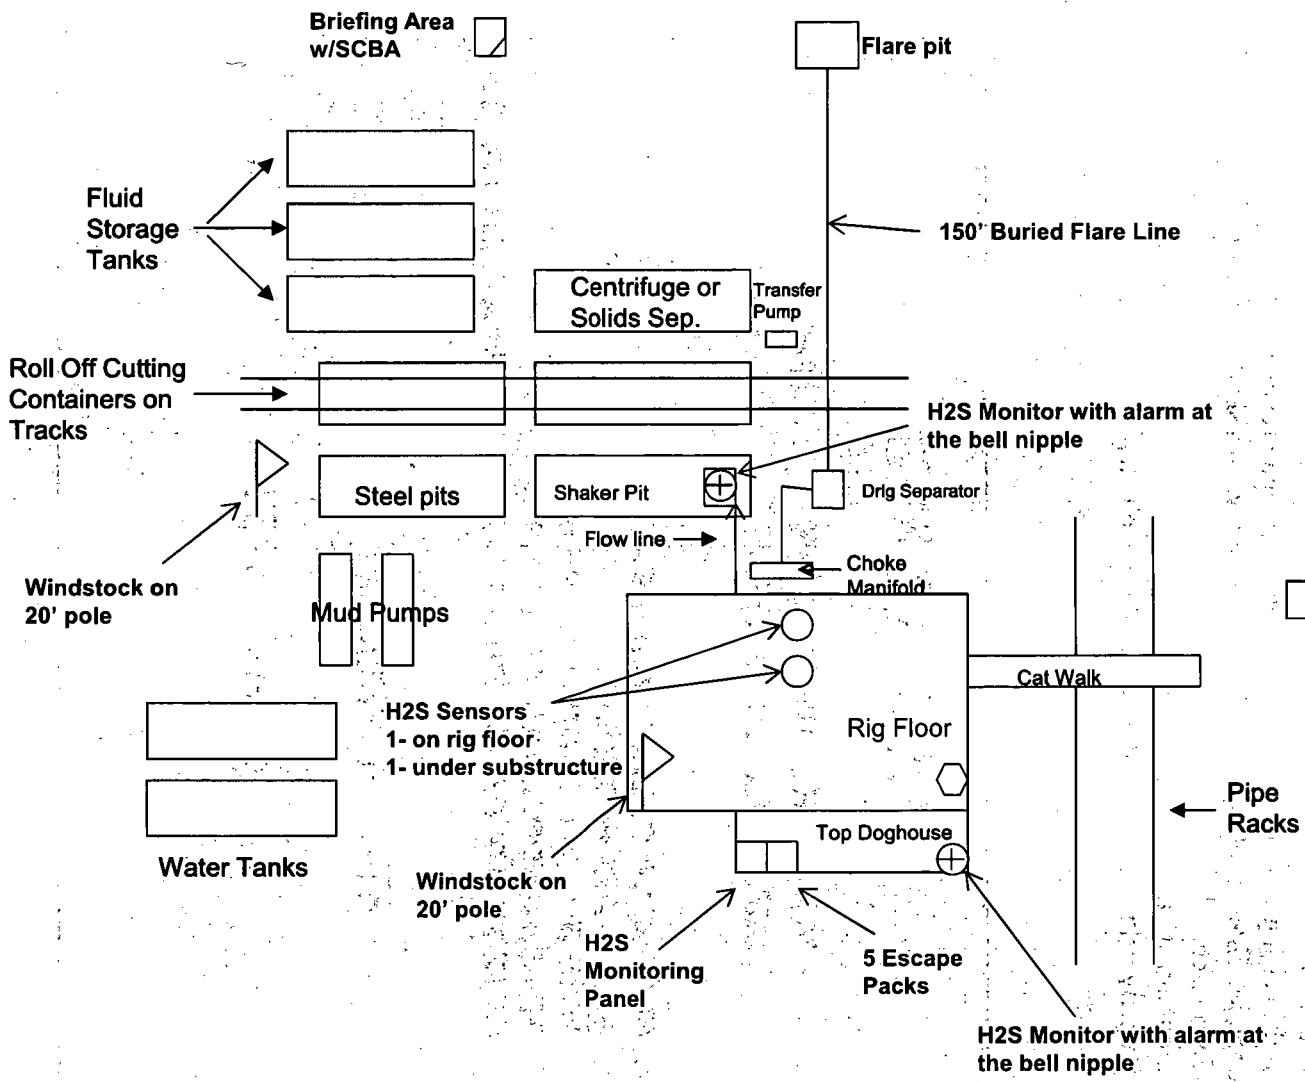 Briefing Area
w/SCBA
Flare pit
Fluid
Storage
Tanks
150' Buried Flare Line
Centrifuge or
Solids Sep.
Transfer
Pump
Roll Off Cutting
Containers on
Tracks
H2S Monitor with alarm at
the bell nipple
Steel pits
Shaker Pit
Drlg Separator
Flow line
Choke
Manifold
Windstock on
20' pole
Mud Pumps
Cat Walk
H2S Sensors
1- on rig floor
1- under substructure
Rig Floor
Pipe
Racks
Top Doghouse
Water Tanks
Windstock on
20' pole
H2S
Monitoring
Panel
5 Escape
Packs
H2S Monitor with alarm at
the bell nipple